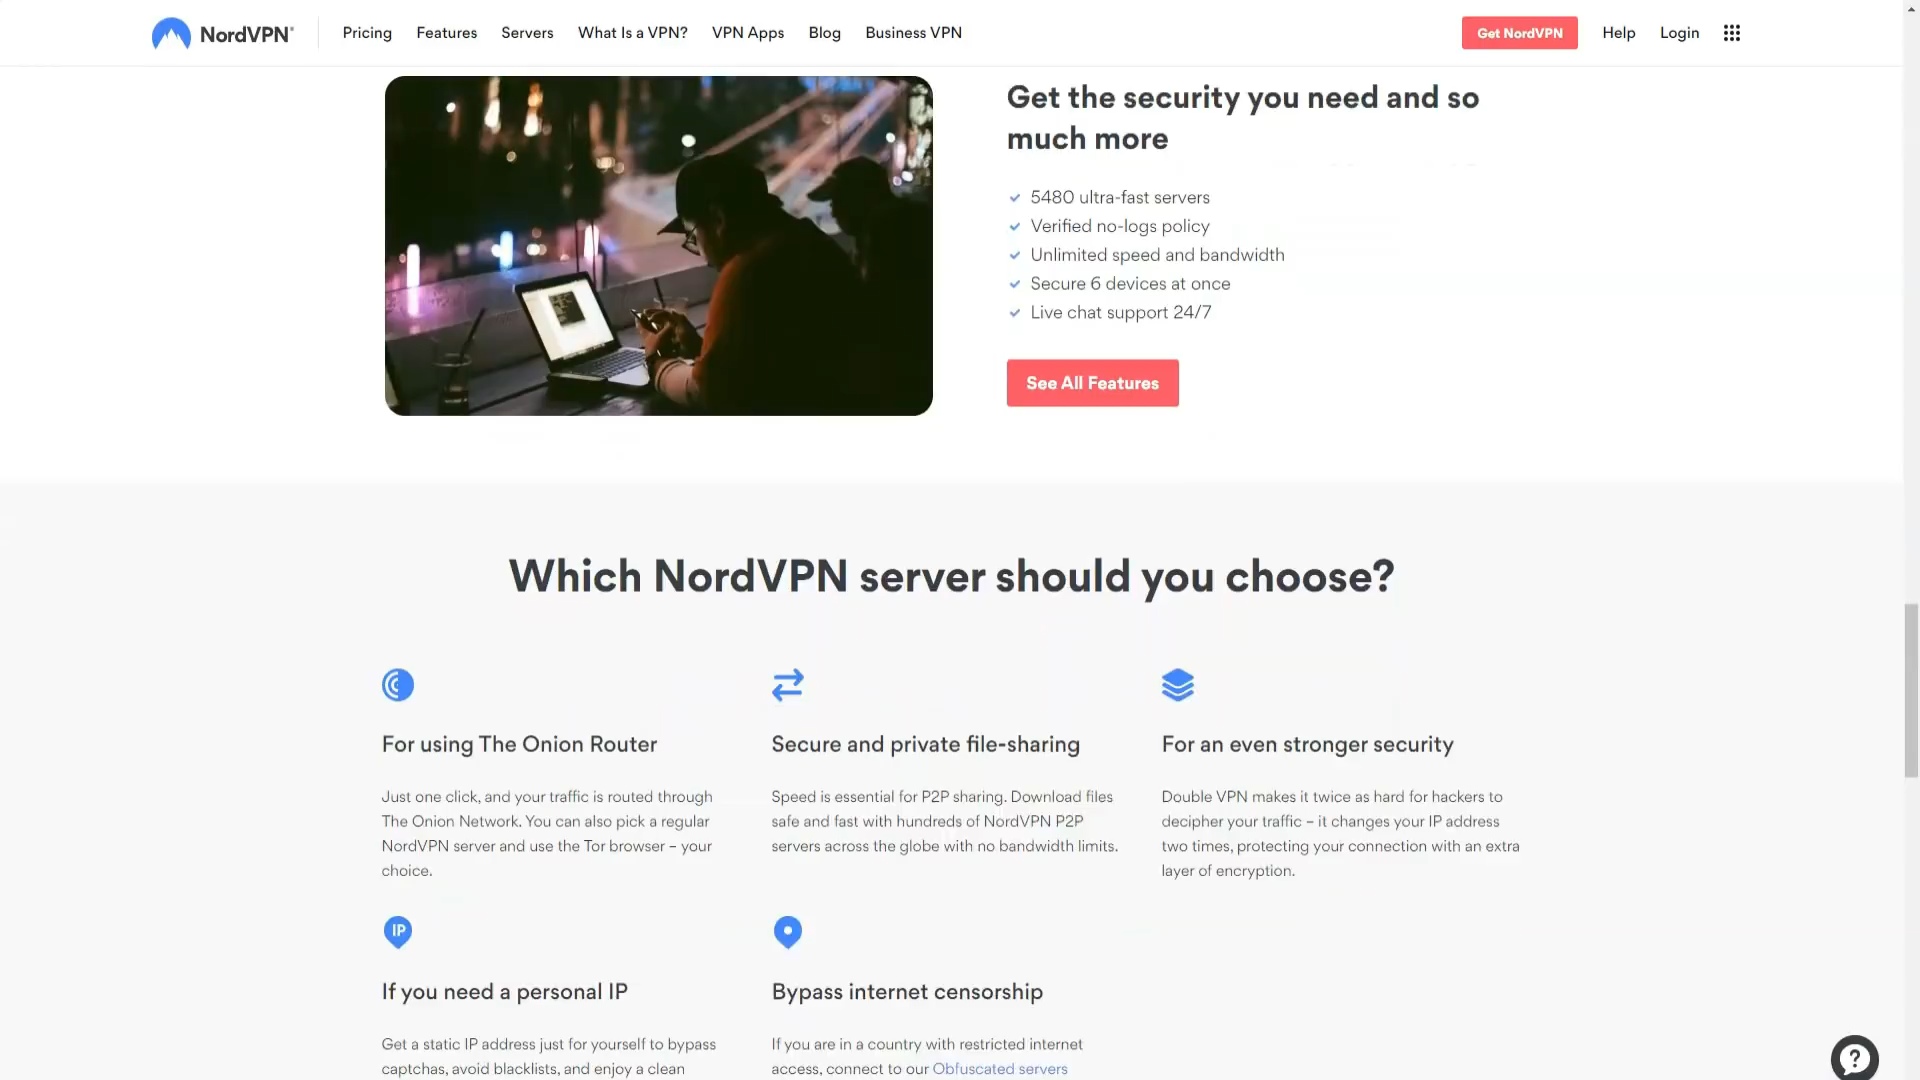 NordVPN®
Pricing
Features
Servers
What Is a VPN?
VPN Apps
Blog
Business VPN
Get NordVPN
Help
Login
Get the security you need and so
much more
5480 ultra-fast servers
Verified no-logs policy
Unlimited speed and bandwidth
Secure 6 devices at once
Live chat support 24/7
See All Features
Which NordVPN server should you choose?
For using The Onion Router
Just one click, and your traffic is routed through
The Onion Network. You can also pick a regular
NordVPN server and use the Tor browser – your
choice.
Secure and private file-sharing
Speed is essential for P2P sharing. Download files
safe and fast with hundreds of NordVPN P2P
servers across the globe with no bandwidth limits.
For an even stronger security
Double VPN makes it twice as hard for hackers to
decipher your traffic – it changes your IP address
two times, protecting your connection with an extra
layer of encryption.
IP
If you need a personal IP
Get a static IP address just for yourself to bypass
captchas, avoid blacklists, and enjoy a clean
Bypass internet censorship
If you are in a country with restricted internet
access, connect to our Obfuscated servers
?